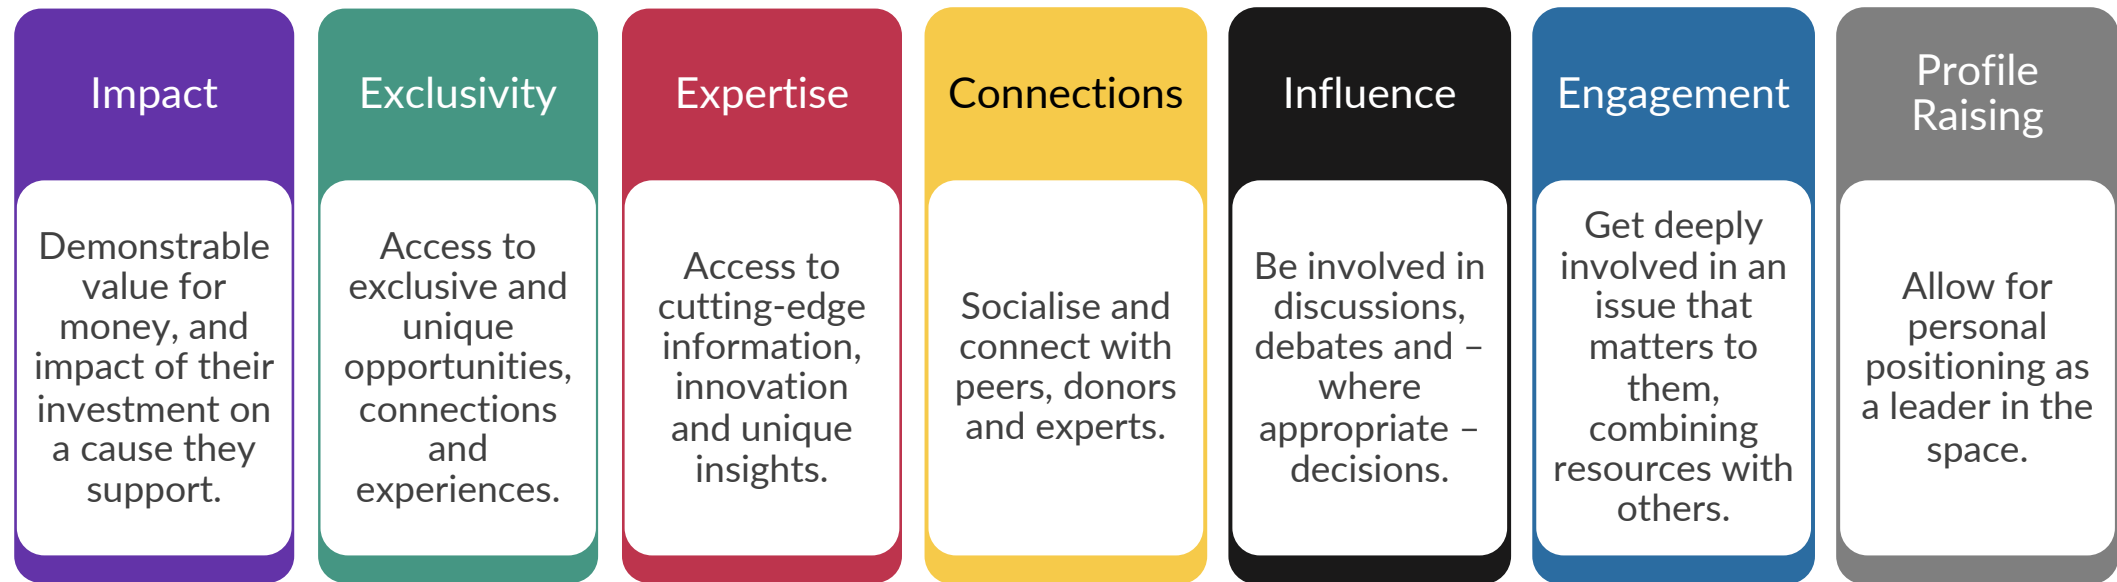 Impact
Demonstrable
value for
money, and
impact of their
investment on
a cause they
support.
Exclusivity
Access to
exclusive and
unique
opportunities,
connections
and
experiences.
Expertise
Access to
cutting-edge
information,
innovation
and unique
insights.
Connections
Socialise and
connect with
peers, donors
and experts.
Influence
Be involved in
discussions,
debates and –
where
appropriate –
decisions.
Engagement
Get deeply
involved in an
issue that
matters to
them,
combining
resources with
others.
Profile
Raising
Allow for
personal
positioning as
a leader in the
space.